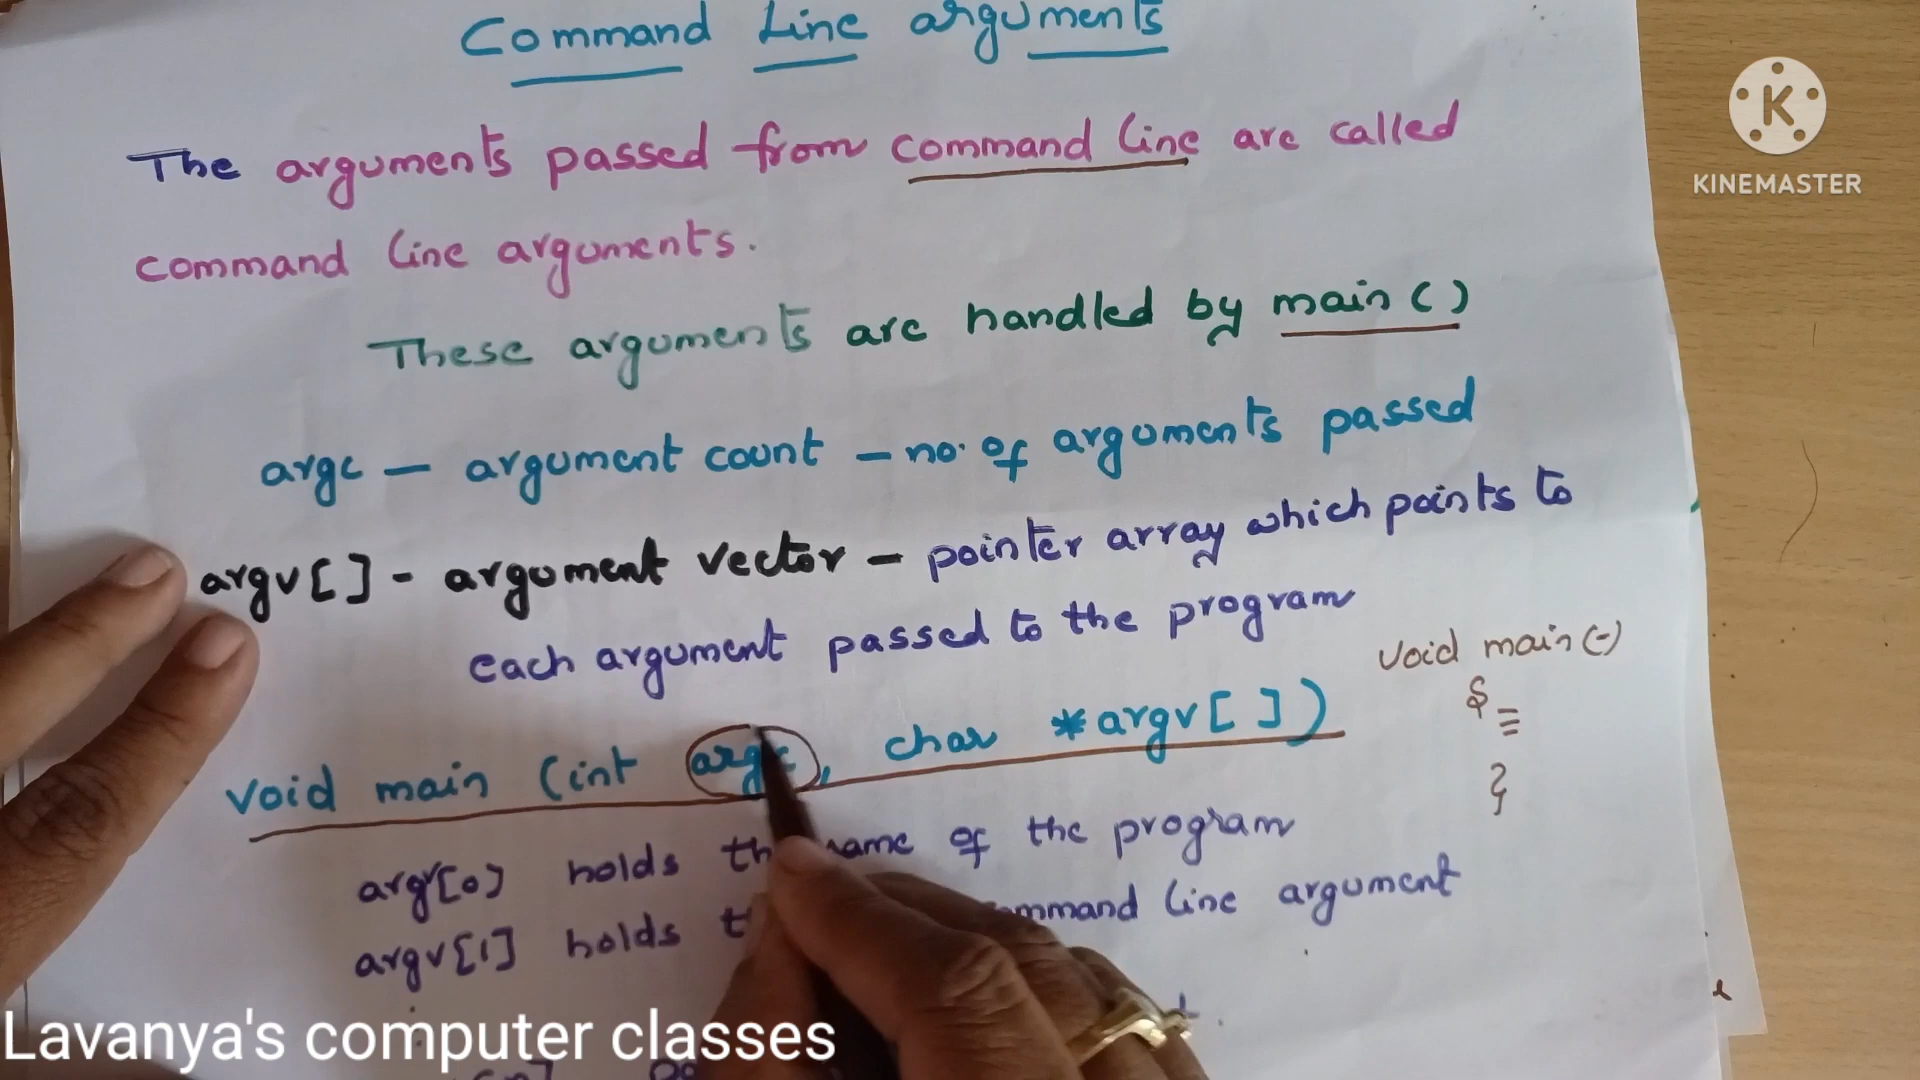 Command Line arguments
The arguments passed from command line are called
command line arguments.
These arguments are handled by main()
argc — argument count — no. of arguments passed
argv[] - argument vector — pointer array which points to
each argument passed to the program
void main (int argc, char *argv[])
argv[0] holds the name of the program
argv[1] holds command line argument
void main(-)
}
K
KINEMASTER
Lavanya's computer classes